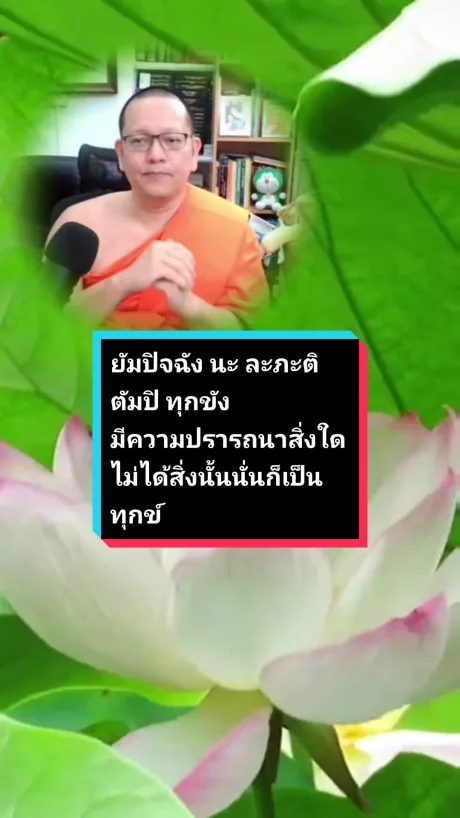 ยัมปิจฉัง นะ ละภะติ
ตัมปิ ทุกขัง
มีความปรารถนาสิ่งใด
ไม่ได้สิ่งนั้นนั่นก็เป็น
ทุกข์